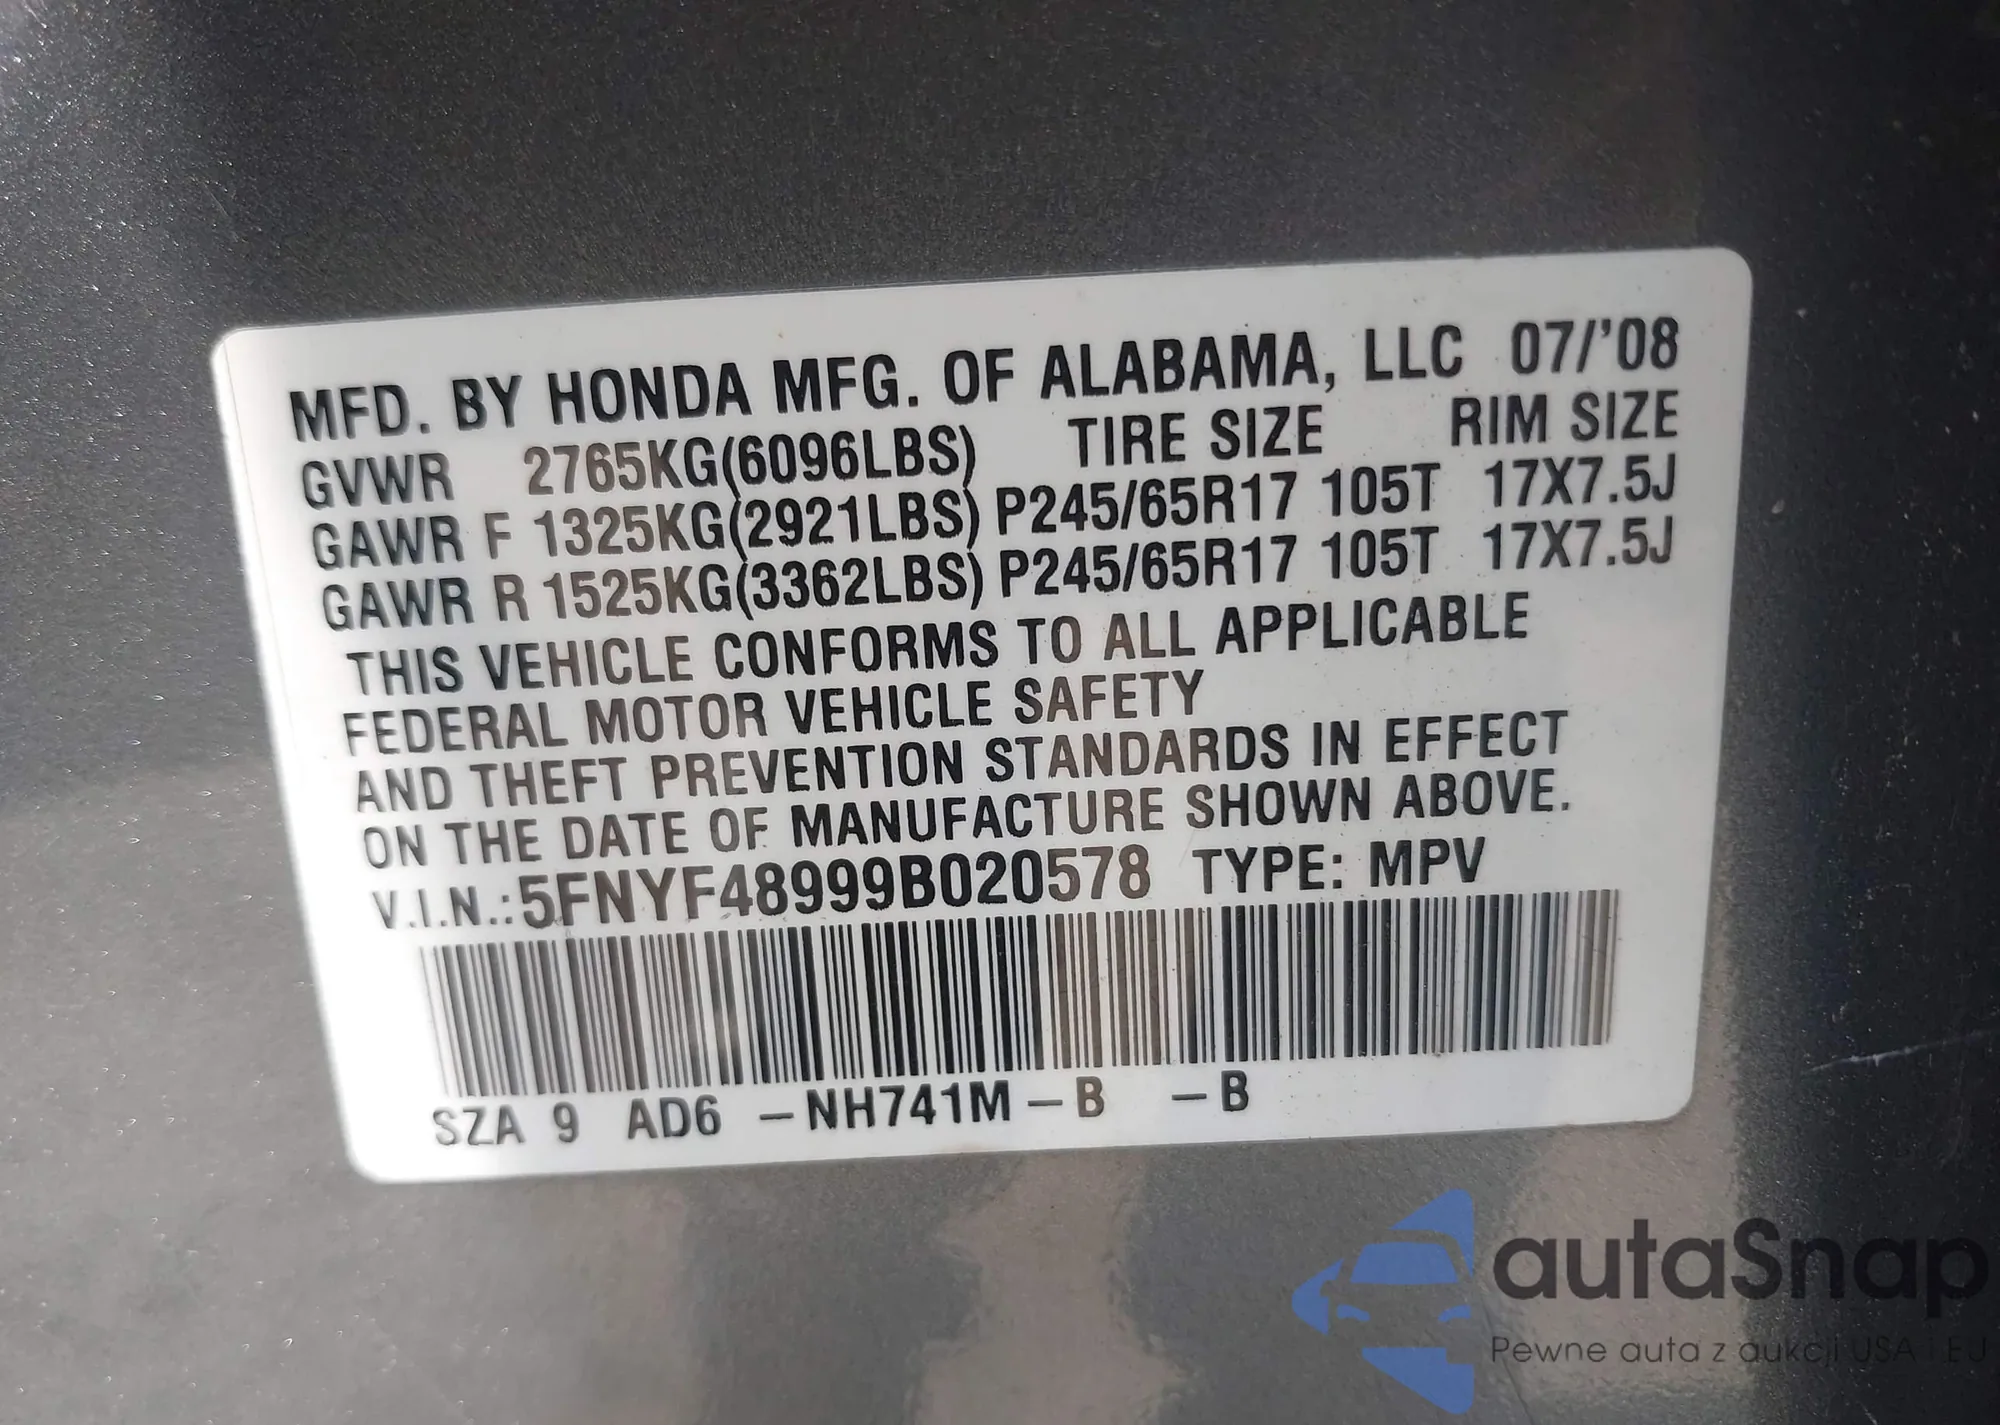 MFD. BY HONDA MFG. OF ALABAMA, LLC 07/'08
GVWR 2765KG(6096LBS) TIRE SIZE RIM SIZE
GAWR F 1325KG(2921LBS) P245/65R17 105T 17X7.5J
GAWR R 1525KG(3362LBS) P245/65R17 105T 17X7.5J
THIS VEHICLE CONFORMS TO ALL APPLICABLE
FEDERAL MOTOR VEHICLE SAFETY
AND THEFT PREVENTION STANDARDS IN EFFECT
ON THE DATE OF MANUFACTURE SHOWN ABOVE.
V.I.N.:5FNYF48999B020578 TYPE: MPV
SZA 9 AD6 –NH741M –B –B
autaSnap
Pewne auta z aukcji USA i EU